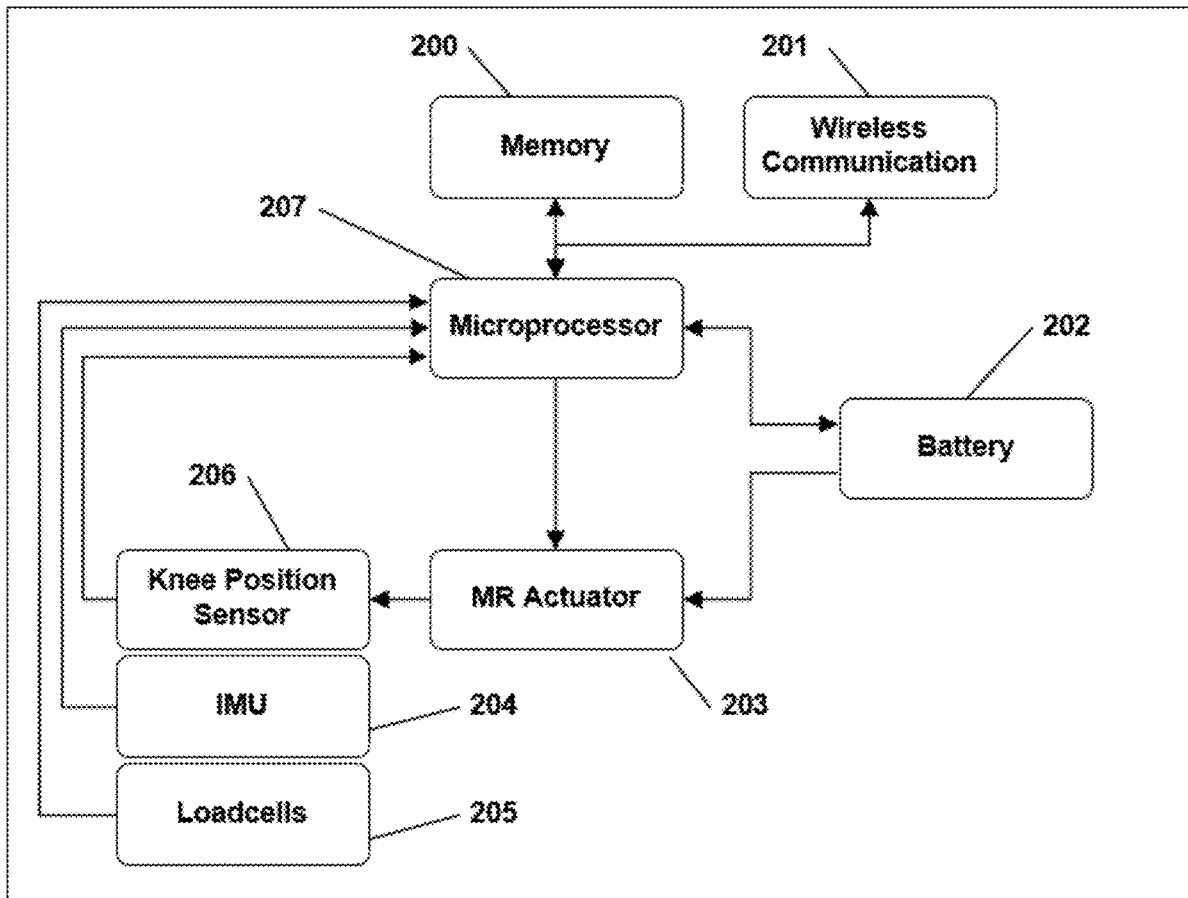 200
201
Memory
Wireless
Communication
207
Microprocessor
202
Battery
206
Knee Position
Sensor
MR Actuator
IMU
204
203
Loadcells
205